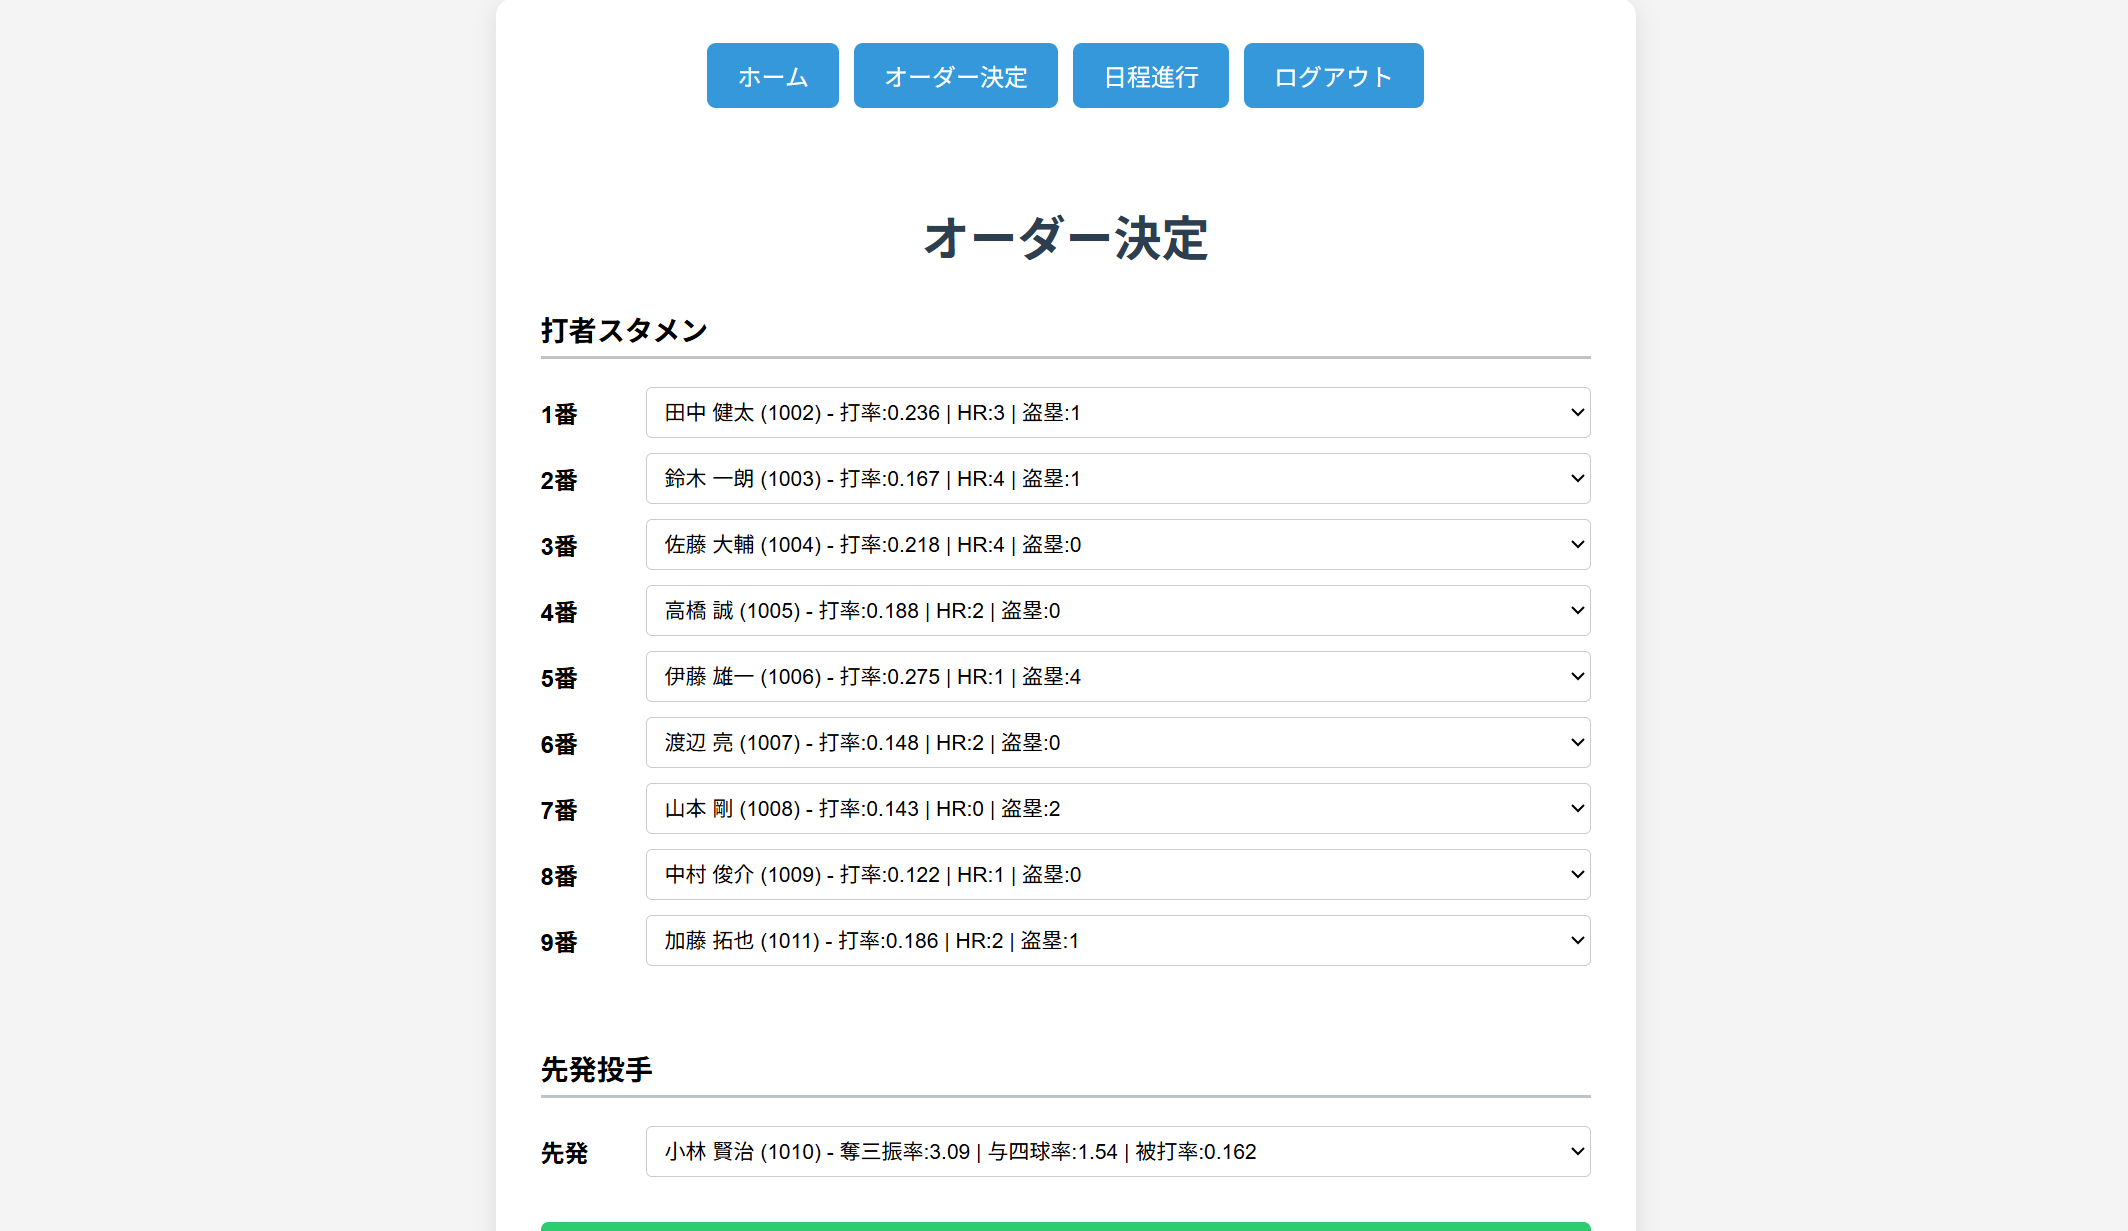 ホーム オーダー決定 日程進行 ログアウト
オーダー決定
打者スタメン
1番 田中 健太 (1002) - 打率:0.236 | HR:3 | 盗塁:1
2番 鈴木 一朗 (1003) - 打率:0.167 | HR:4 | 盗塁:1
3番 佐藤 大輔 (1004) - 打率:0.218 | HR:4 | 盗塁:0
4番 高橋 誠 (1005) - 打率:0.188 | HR:2 | 盗塁:0
5番 伊藤 雄一 (1006) - 打率:0.275 | HR:1 | 盗塁:4
6番 渡辺 亮 (1007) - 打率:0.148 | HR:2 | 盗塁:0
7番 山本 剛 (1008) - 打率:0.143 | HR:0 | 盗塁:2
8番 中村 俊介 (1009) - 打率:0.122 | HR:1 | 盗塁:0
9番 加藤 拓也 (1011) - 打率:0.186 | HR:2 | 盗塁:1
先発投手
先発 小林 賢治 (1010) - 奪三振率:3.09 | 与四球率:1.54 | 被打率:0.162